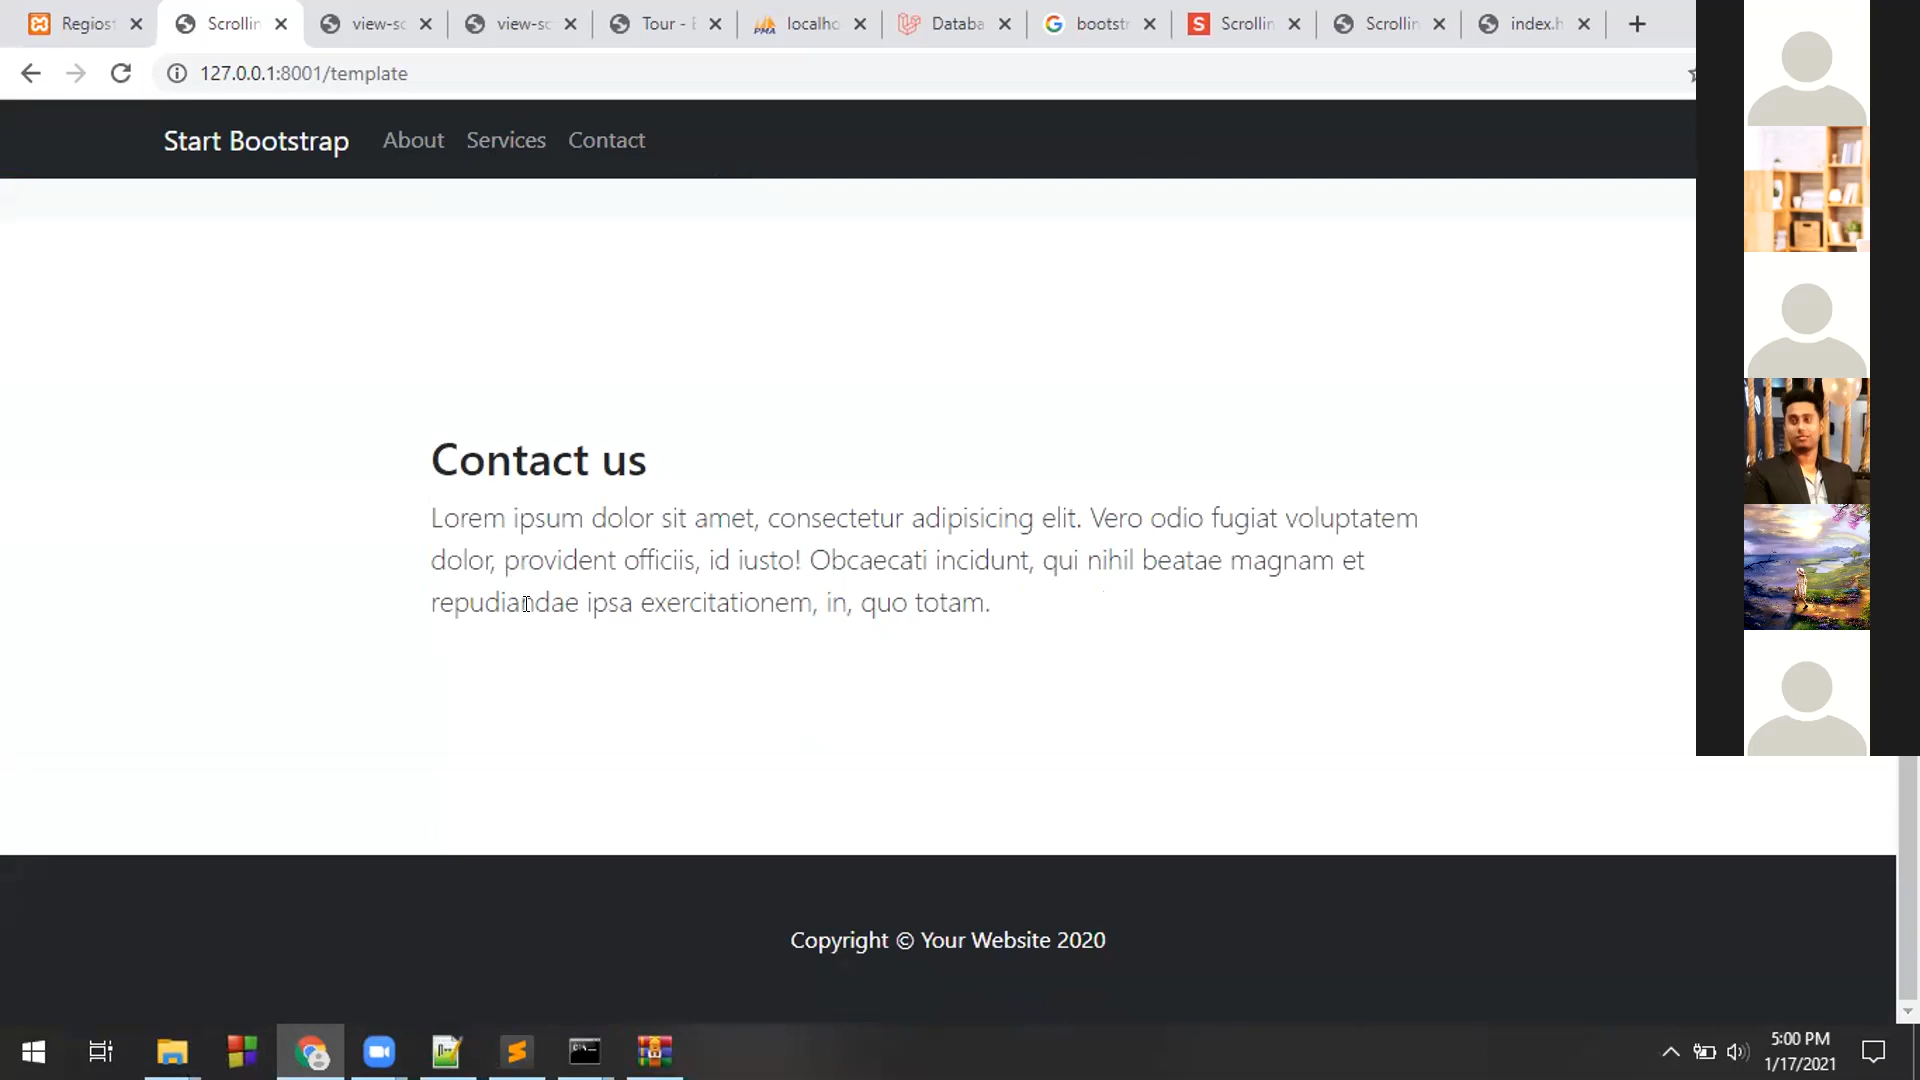 Regiost
Scrollin
view-sc
view-sc
Tour - E
localho
Databa
bootstr
Scrollin
Scrollin
index.h
127.0.0.1:8001/template
Start Bootstrap About Services Contact
Contact us
Lorem ipsum dolor sit amet, consectetur adipisicing elit. Vero odio fugiat voluptatem
dolor, provident officiis, id iusto! Obcaecati incidunt, qui nihil beatae magnam et
repudiandae ipsa exercitationem, in, quo totam.
Copyright © Your Website 2020
5:00 PM
1/17/2021